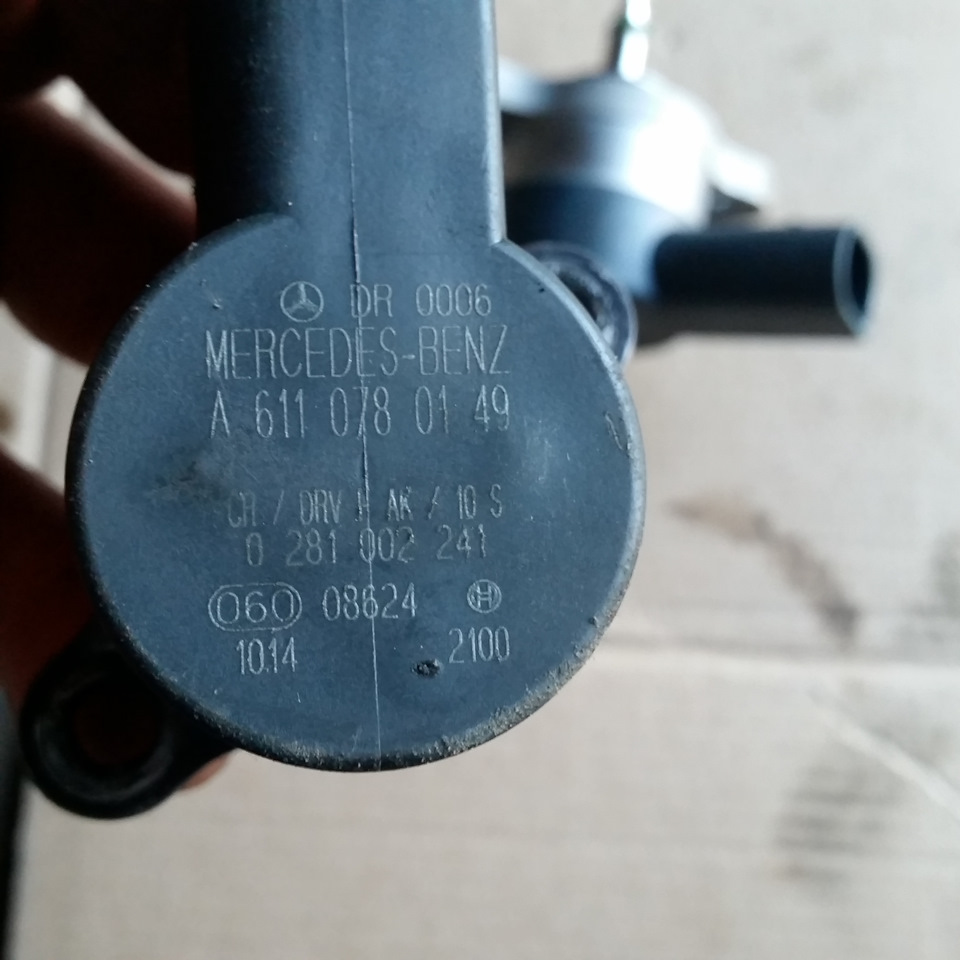 DR 0006
MERCEDES-BENZ
A 611 078 01 49
CR / DRV / AK / 10 S
0 281 002 241
060 08624
10.14 2100